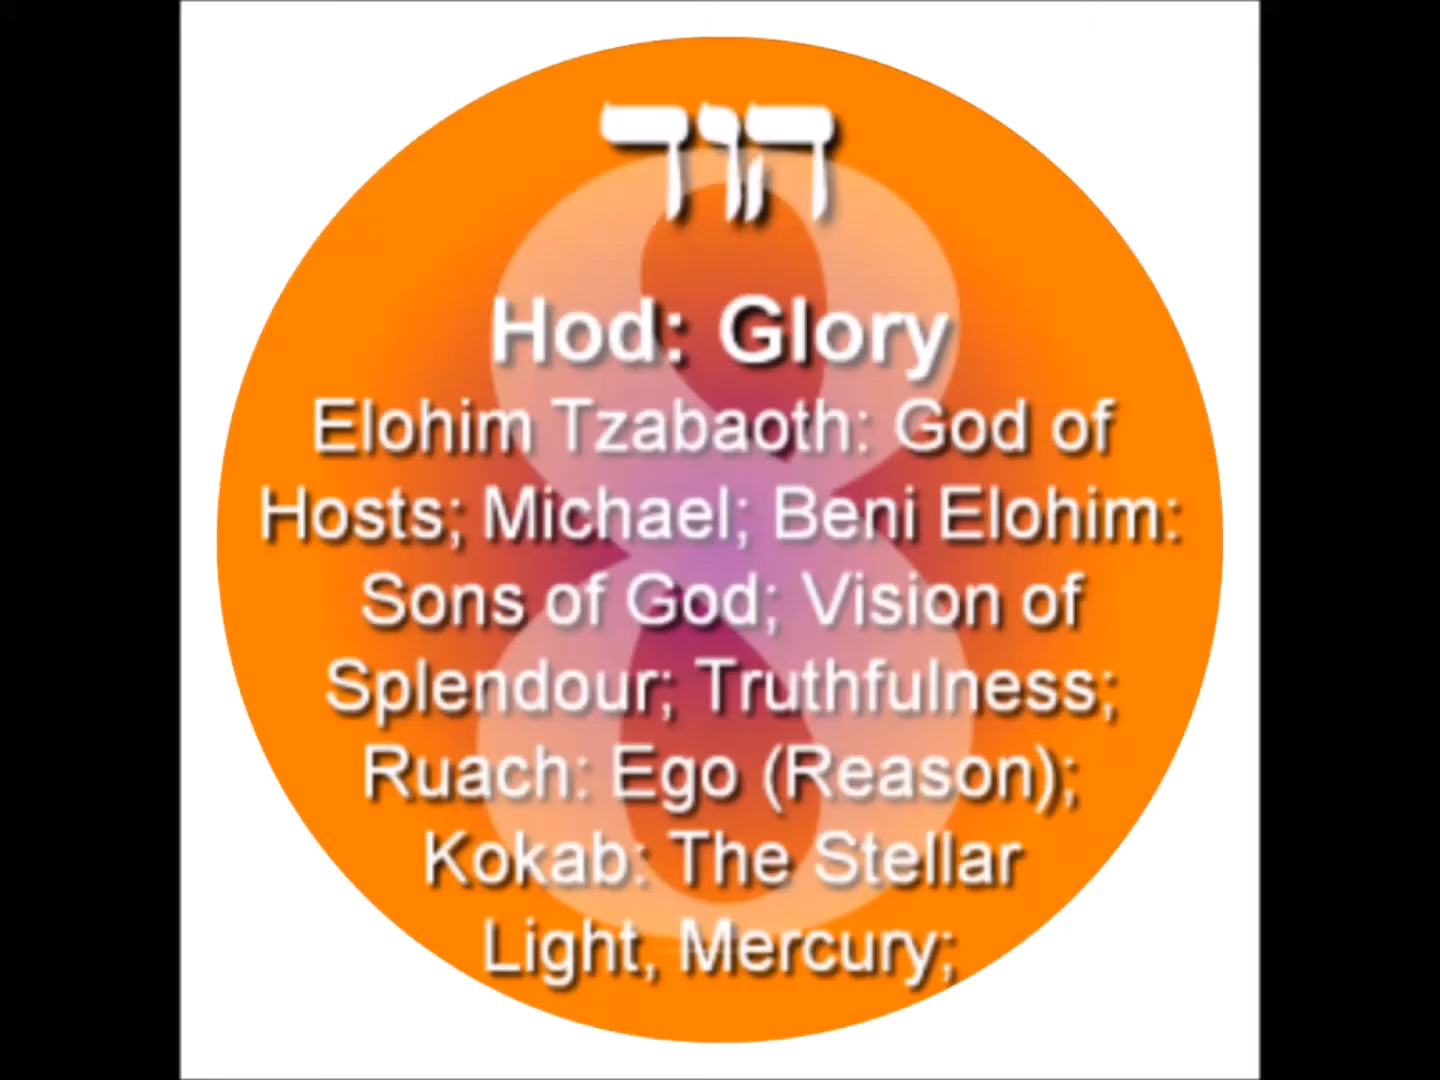 הוד
8
Hod: Glory
Elohim Tzabaoth: God of
Hosts; Michael; Beni Elohim:
Sons of God; Vision of
Splendour; Truthfulness;
Ruach: Ego (Reason);
Kokab: The Stellar
Light, Mercury;